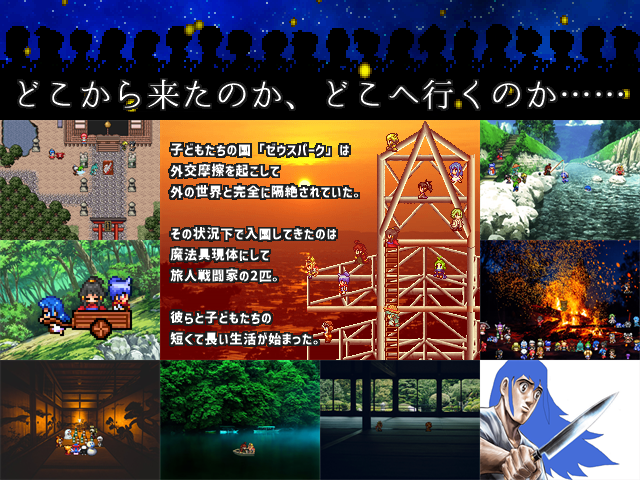 どこから来たのか、どこへ行くのか……
子どもたちの園「ゼウスパーク」は
外交摩擦を起こして
外の世界と完全に隔絶されていた。
その状況下で入園してきたのは
魔法具現体にして
旅人戦闘家の2匹。
彼らと子どもたちの
短くて長い生活が始まった。